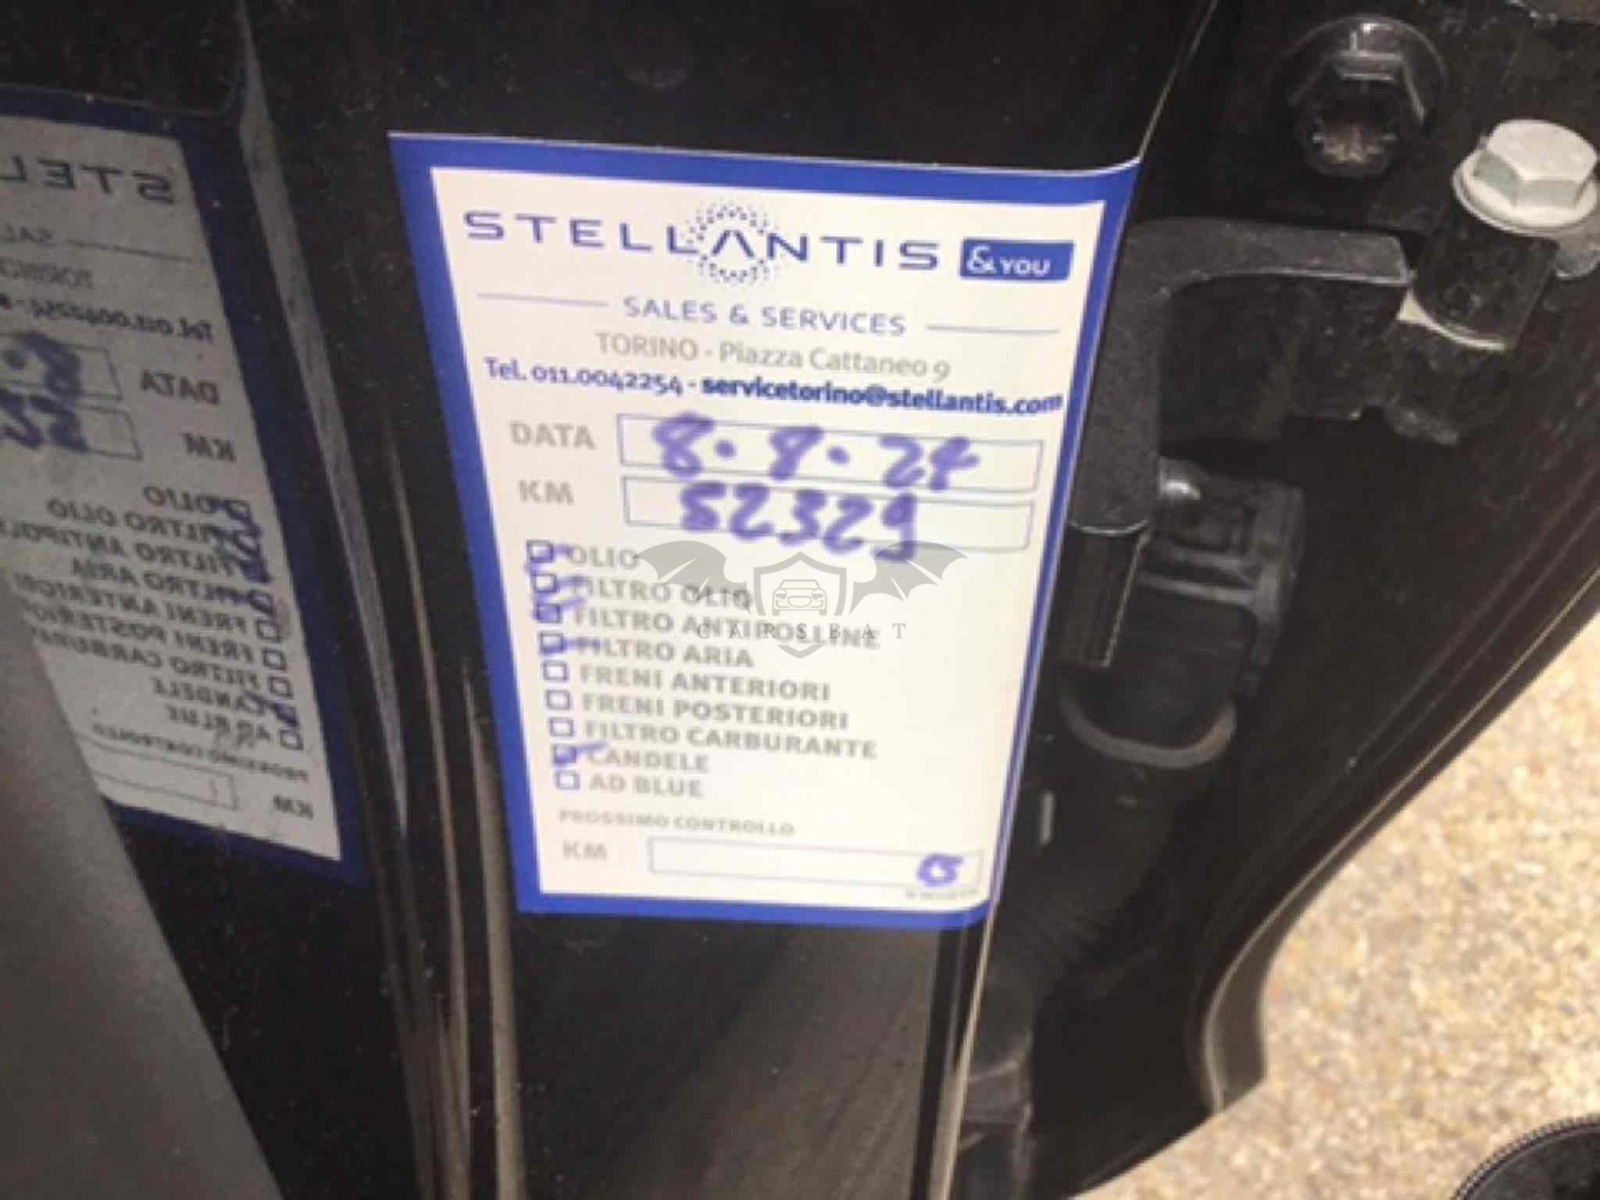 STELLANTIS &YOU
SALES & SERVICES
TORINO - Piazza Cattaneo 9
Tel. 011.0042254 - servicetorino@stellantis.com
DATA 8.8.24
KM 52329
OLIO
FILTRO OLIO
FILTRO ANTIPOLLINE
FILTRO ARIA
FRENI ANTERIORI
FRENI POSTERIORI
FILTRO CARBURANTE
CANDELE
AD BLUE
PROSSIMO CONTROLLO
KM
CARSBAT